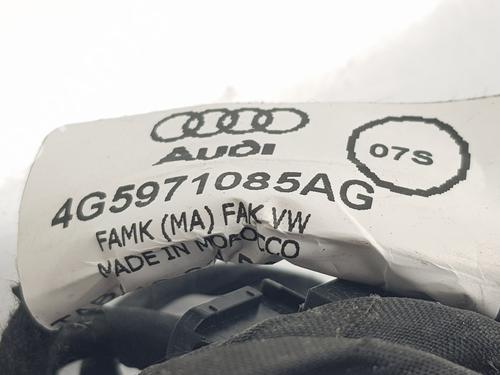 Audi
07S
4G5971085AG
FAMK (MA) FAK VW
MADE IN MOROCCO